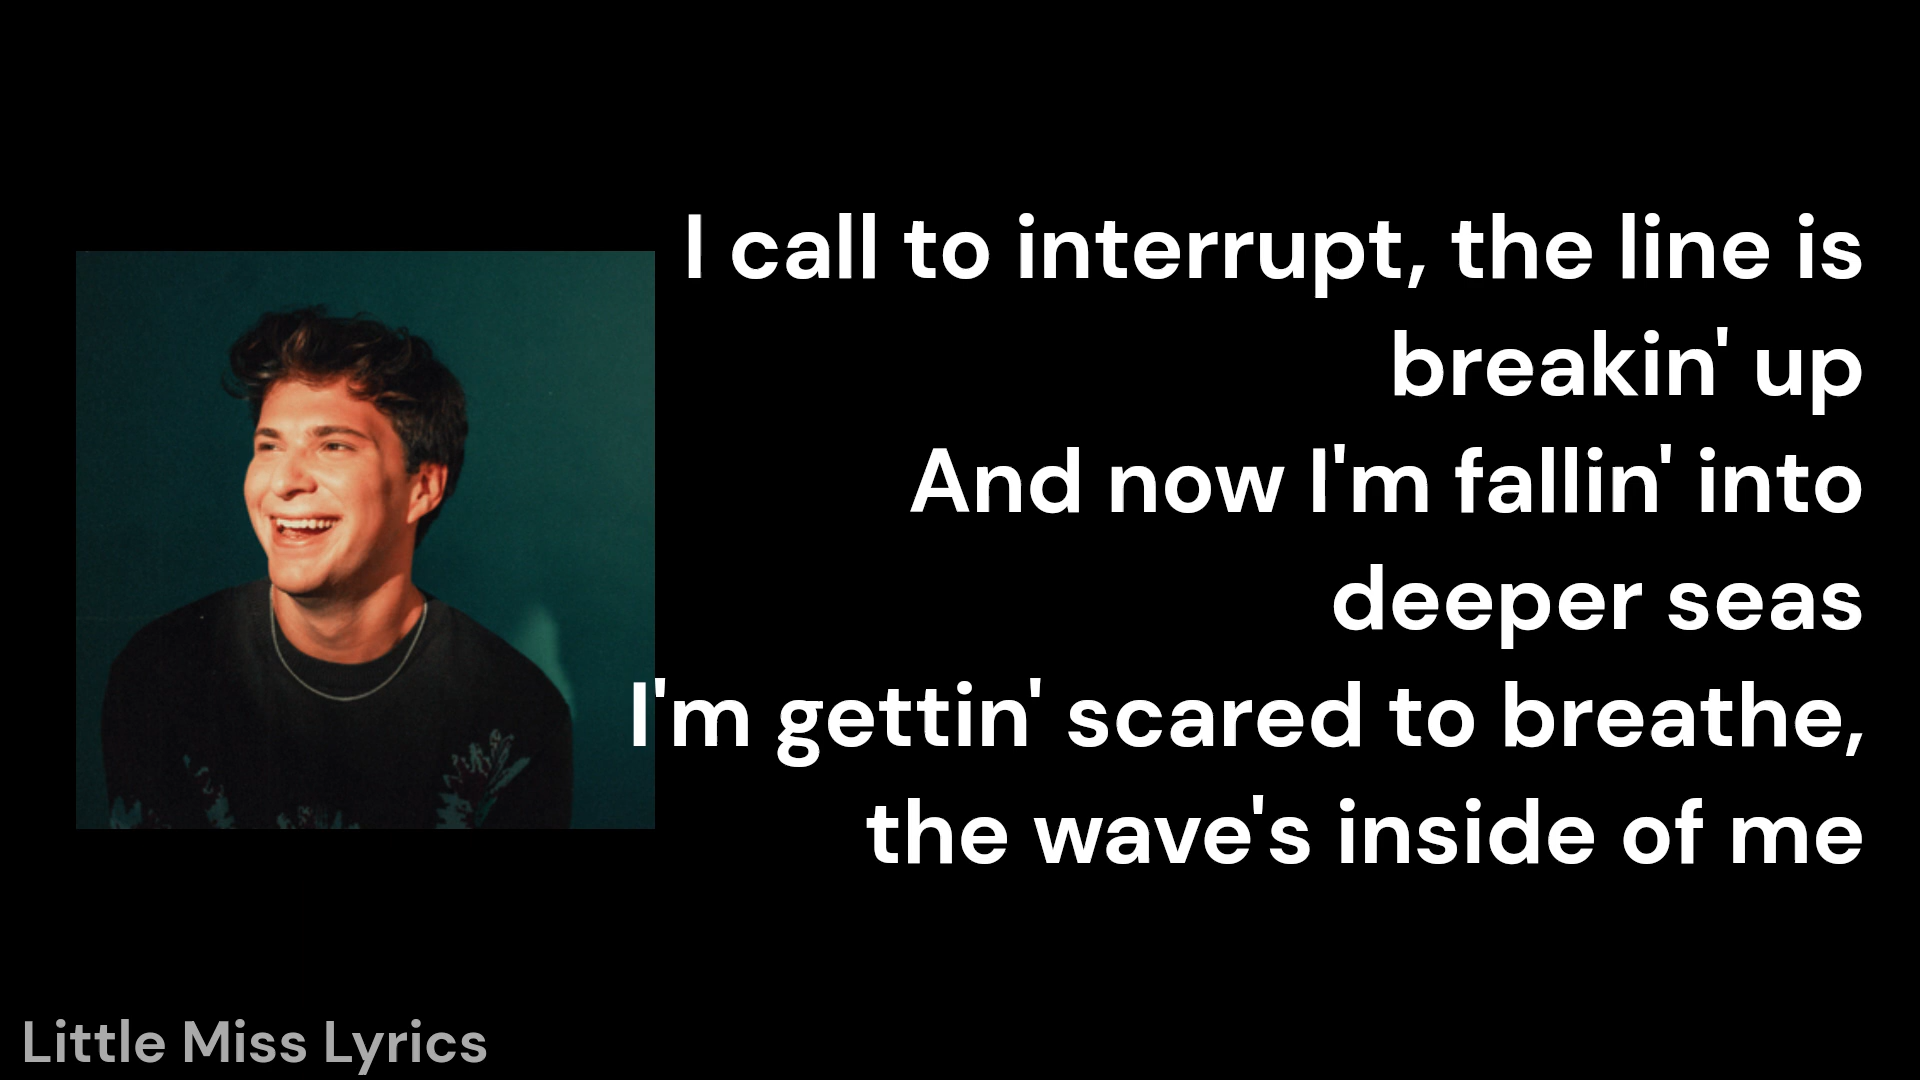 I call to interrupt, the line is
breakin' up
And now I'm fallin' into
deeper seas
I'm gettin' scared to breathe,
the wave's inside of me
Little Miss Lyrics